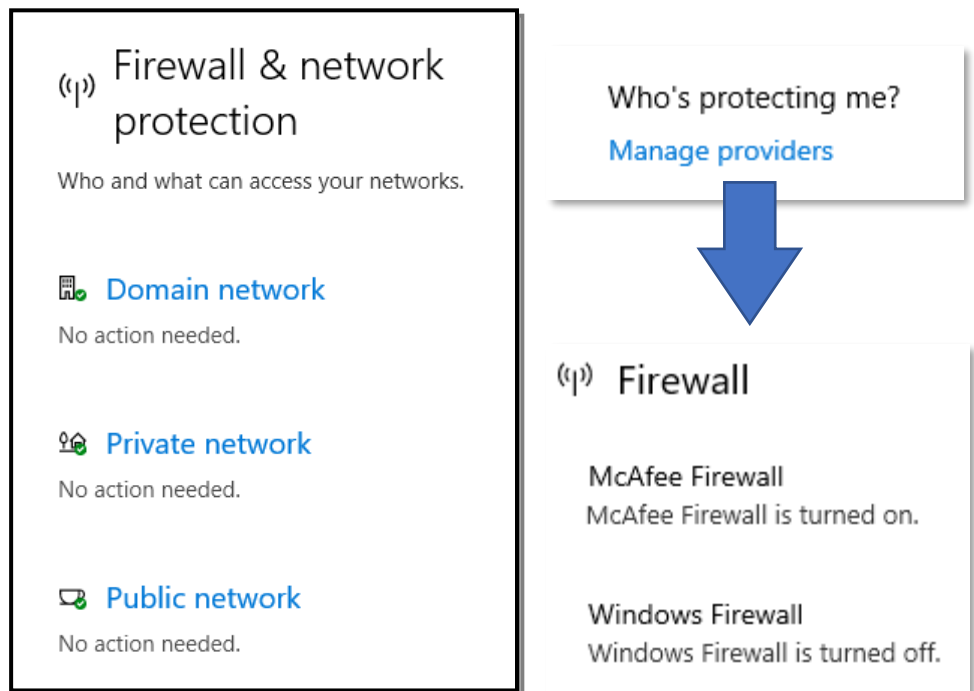 Firewall & network
protection
Who and what can access your networks.
Domain network
No action needed.
Private network
No action needed.
Public network
No action needed.
Who's protecting me?
Manage providers
Firewall
McAfee Firewall
McAfee Firewall is turned on.
Windows Firewall
Windows Firewall is turned off.